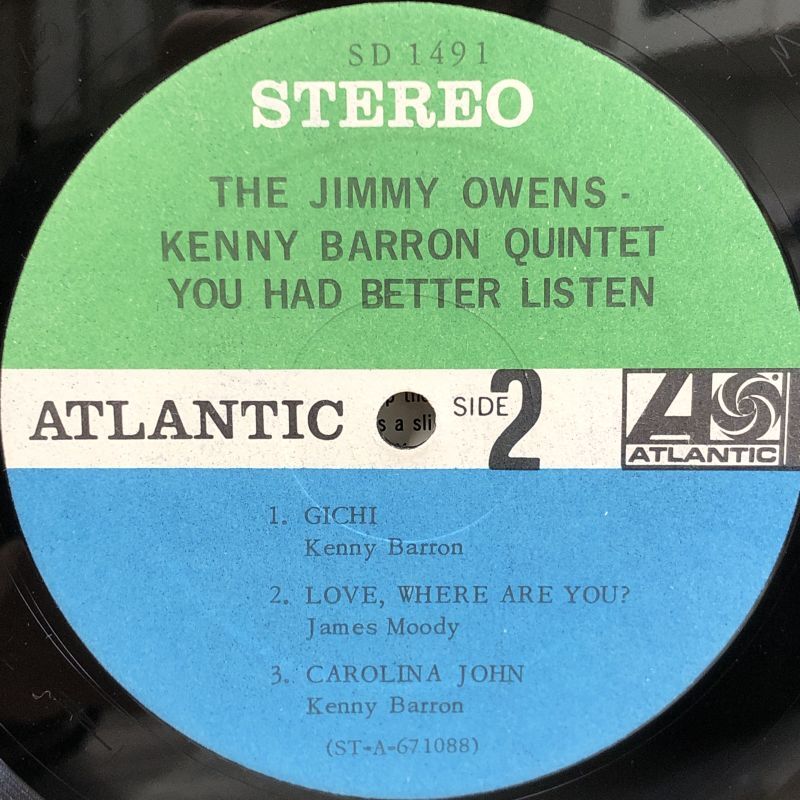 SD 1491
STEREO
THE JIMMY OWENS -
KENNY BARRON QUINTET
YOU HAD BETTER LISTEN
ATLANTIC
s a sli
SIDE 2
ATLANTIC
1. GICHI
Kenny Barron
2. LOVE, WHERE ARE YOU?
James Moody
3. CAROLINA JOHN
Kenny Barron
(ST-A-671088)